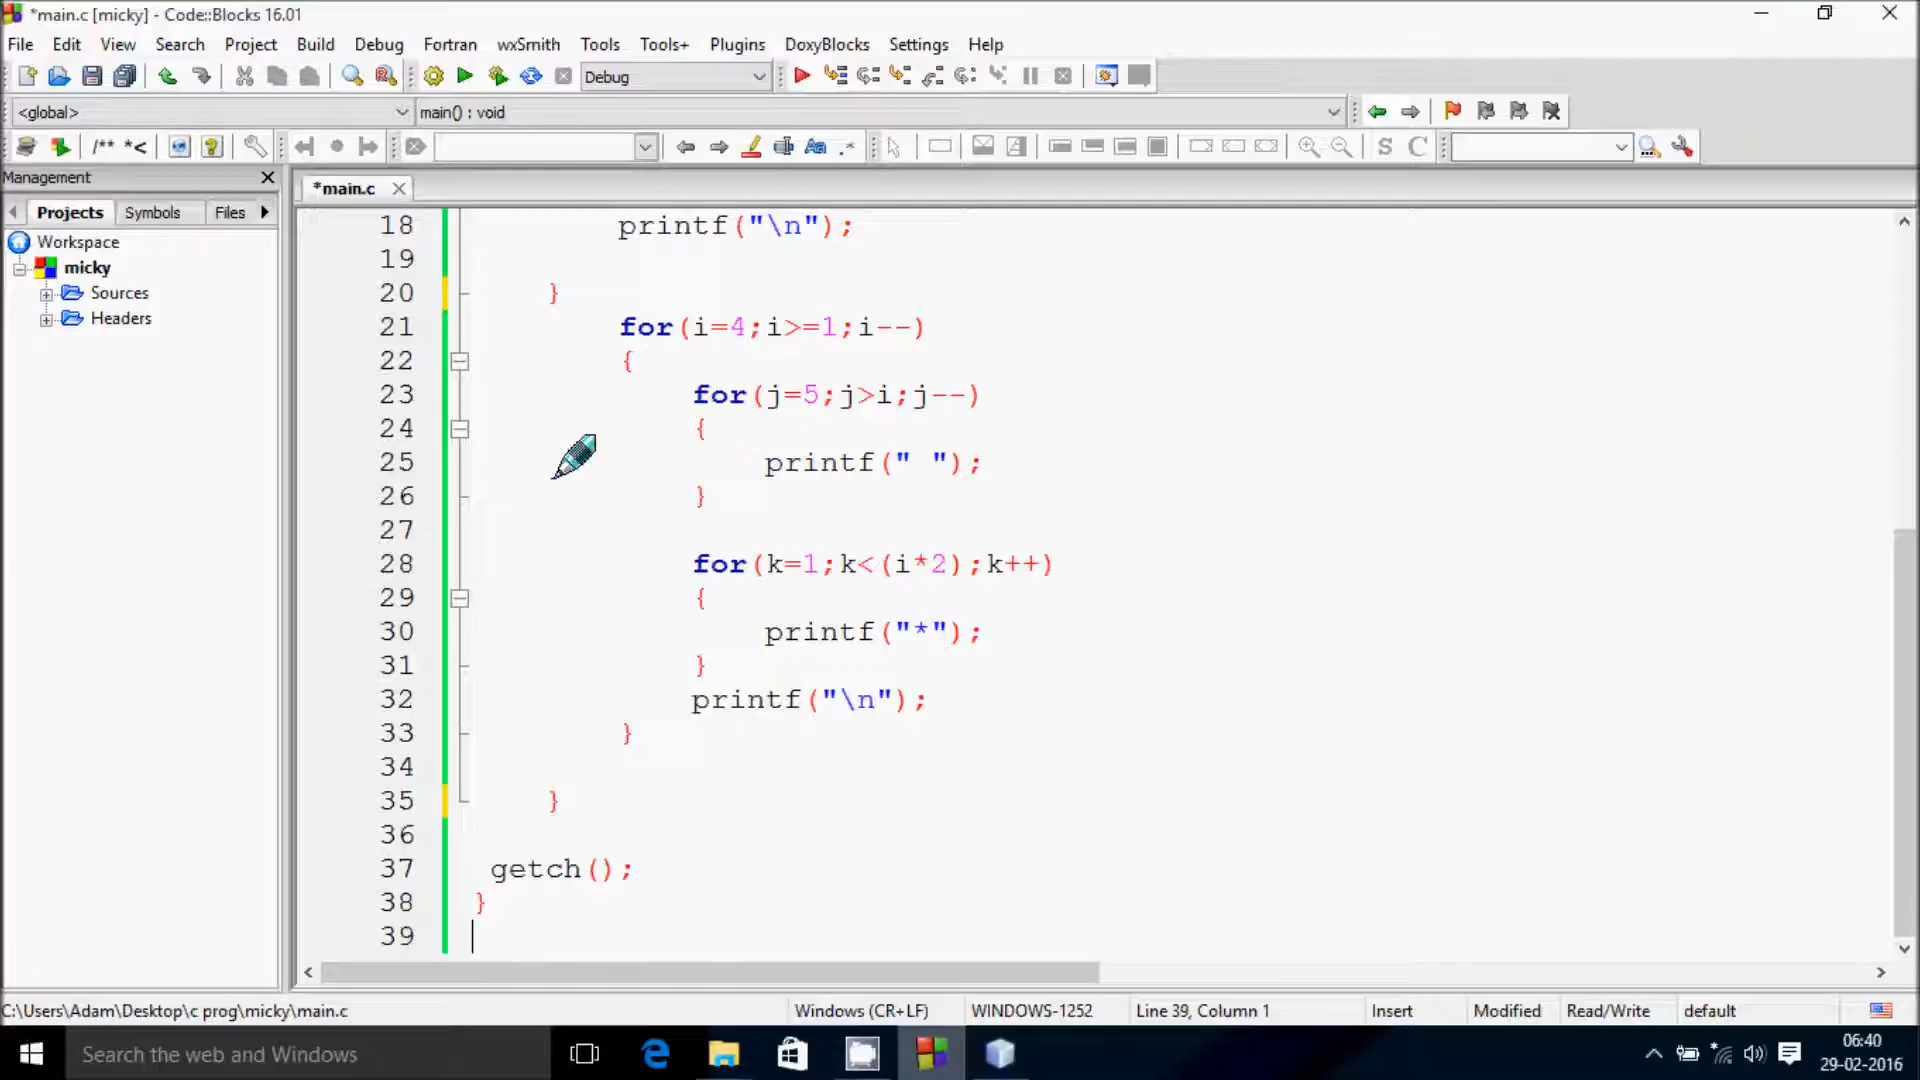 *main.c [micky] - Code::Blocks 16.01
File Edit View Search Project Build Debug Fortran wxSmith Tools Tools+ Plugins DoxyBlocks Settings Help
Debug
<global> main() : void
/** *< Aa .* S C
Management
Projects Symbols Files
*main.c
Workspace
micky
Sources
Headers
18 printf("\n");
19
20 }
21 for(i=4;i>=1;i--)
22 {
23 for(j=5;j>i;j--)
24 {
25 printf(" ");
26 }
27
28 for(k=1;k<(i*2);k++)
29 {
30 printf("*");
31 }
32 printf("\n");
33 }
34
35 }
36
37 getch();
38 }
39
C:\Users\Adam\Desktop\c prog\micky\main.c Windows (CR+LF) WINDOWS-1252 Line 39, Column 1 Insert Modified Read/Write default
Search the web and Windows
06:40
29-02-2016